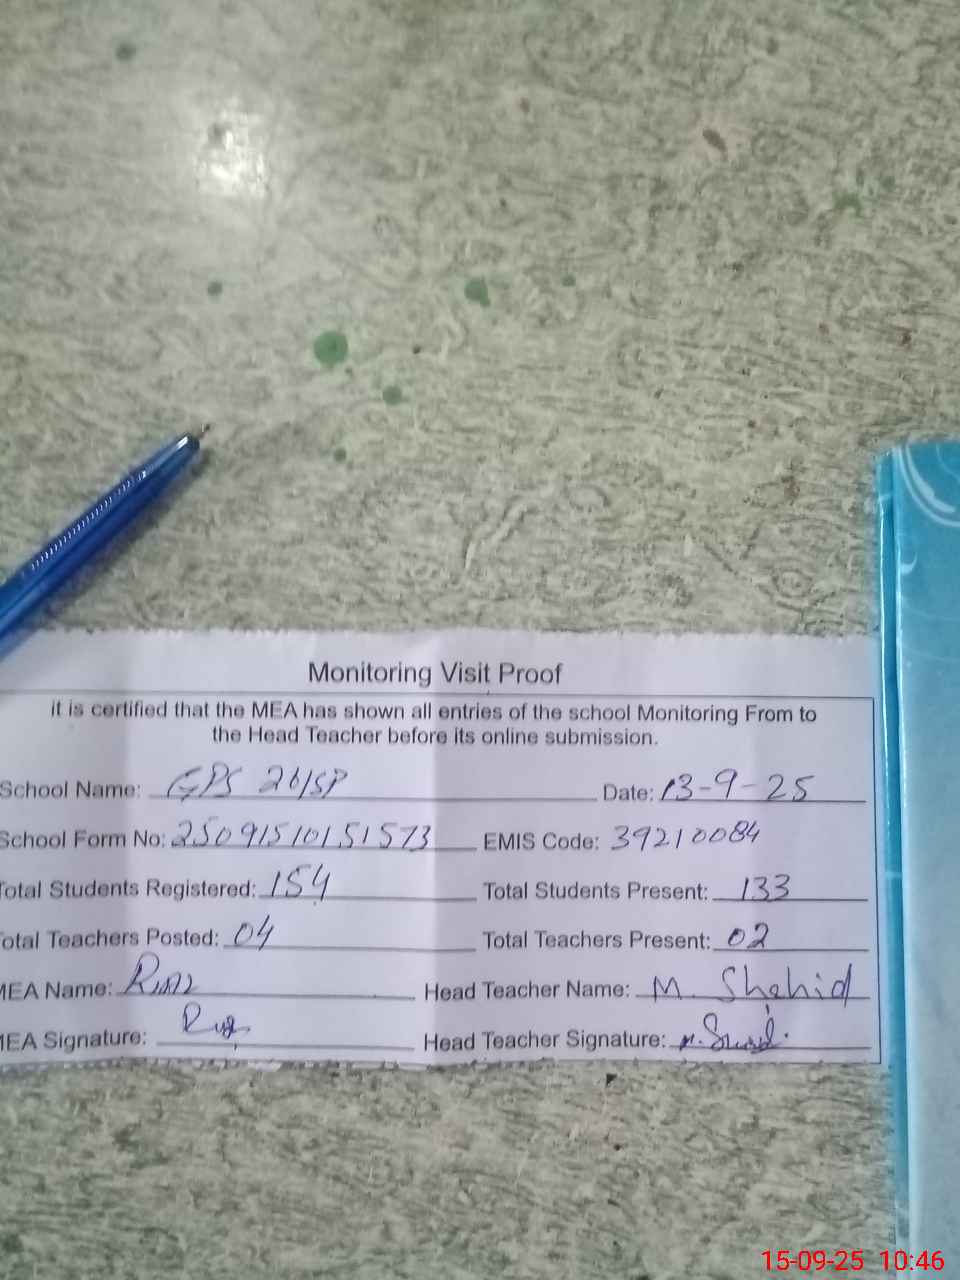 Monitoring Visit Proof
it is certified that the MEA has shown all entries of the school Monitoring From to
the Head Teacher before its online submission.
School Name: GPS 26/SP Date: 13-9-25
School Form No: 25091510151573 EMIS Code: 39210084
Total Students Registered: 154 Total Students Present: 133
Total Teachers Posted: 04 Total Teachers Present: 02
MEA Name: Riaz Head Teacher Name: M. Shahid
MEA Signature: Head Teacher Signature:
15-09-25 10:46